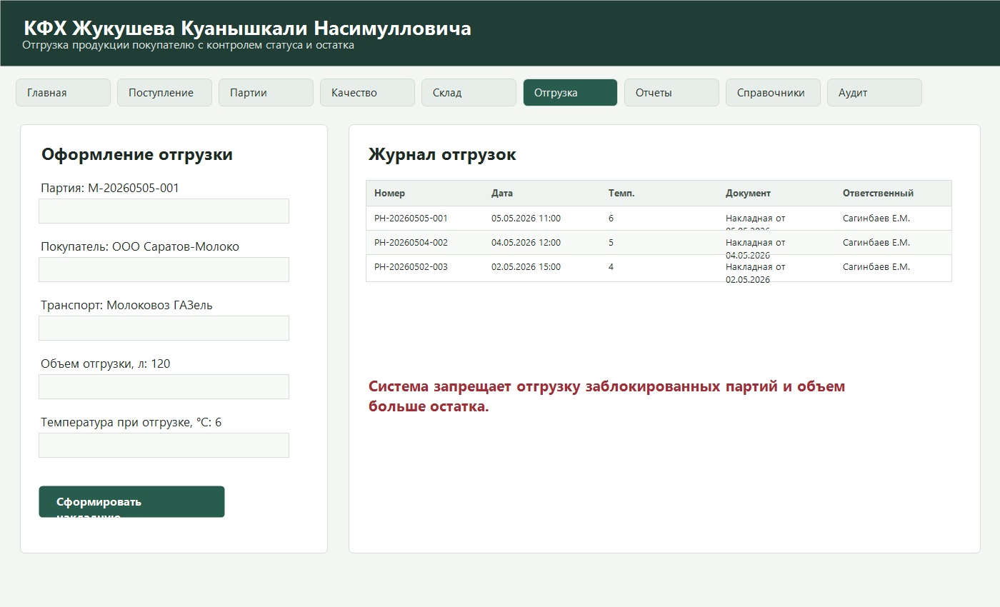 КФХ Жукушева Куанышкали Насимулловича
Отгрузка продукции покупателю с контролем статуса и остатка
Главная
Поступление
Партии
Качество
Склад
Отгрузка
Отчеты
Справочники
Аудит
Оформление отгрузки
Партия: М-20260505-001
Покупатель: ООО Саратов-Молоко
Транспорт: Молоковоз ГАЗель
Объем отгрузки, л: 120
Температура при отгрузке, °С: 6
Сформировать
накладную
Журнал отгрузок
Номер Дата Темп. Документ Ответственный
РН-20260505-001 05.05.2026 11:00 6 Накладная от Сагинбаев Е.М.
05.05.2026
РН-20260504-002 04.05.2026 12:00 5 Накладная от Сагинбаев Е.М.
04.05.2026
РН-20260502-003 02.05.2026 15:00 4 Накладная от Сагинбаев Е.М.
02.05.2026
Система запрещает отгрузку заблокированных партий и объем
больше остатка.